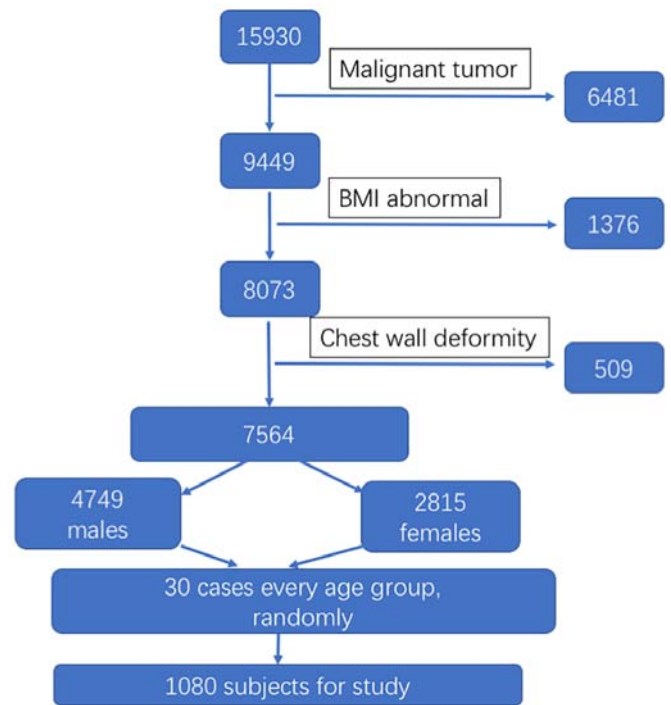 15930
Malignant tumor
6481
9449
BMI abnormal
1376
8073
Chest wall deformity
509
7564
4749
males
2815
females
30 cases every age group,
randomly
1080 subjects for study